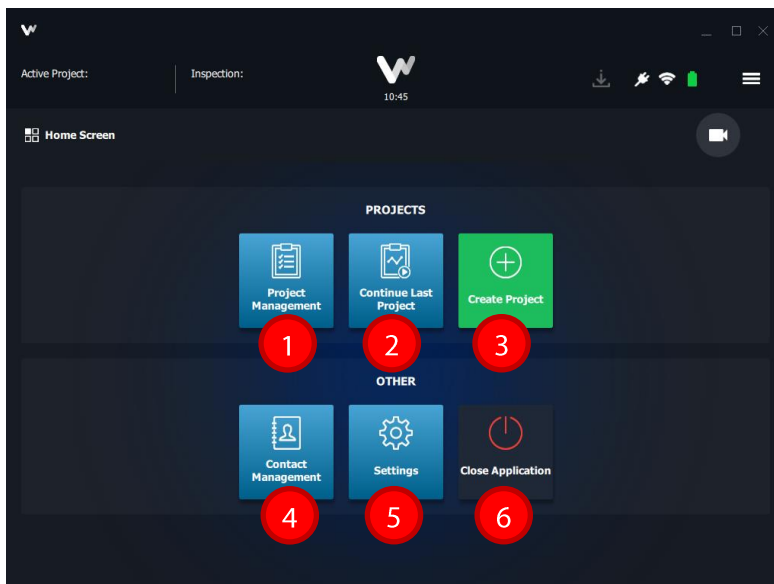 Active Project:
Inspection:
10:45
Home Screen
PROJECTS
Project
Management
Continue Last
Project
Create Project
1
2
3
OTHER
Contact
Management
Settings
Close Application
4
5
6